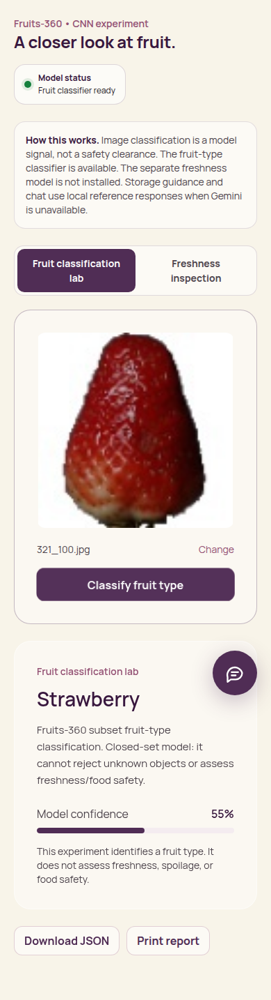 Fruits-360 • CNN experiment
A closer look at fruit.
Model status
Fruit classifier ready
How this works. Image classification is a model
signal, not a safety clearance. The fruit-type
classifier is available. The separate freshness
model is not installed. Storage guidance and
chat use local reference responses when Gemini
is unavailable.
Fruit classification
lab
Freshness
inspection
321_100.jpg
Change
Classify fruit type
Fruit classification lab
Strawberry
Fruits-360 subset fruit-type
classification. Closed-set model: it
cannot reject unknown objects or assess
freshness/food safety.
Model confidence
55%
This experiment identifies a fruit type. It
does not assess freshness, spoilage, or
food safety.
Download JSON
Print report